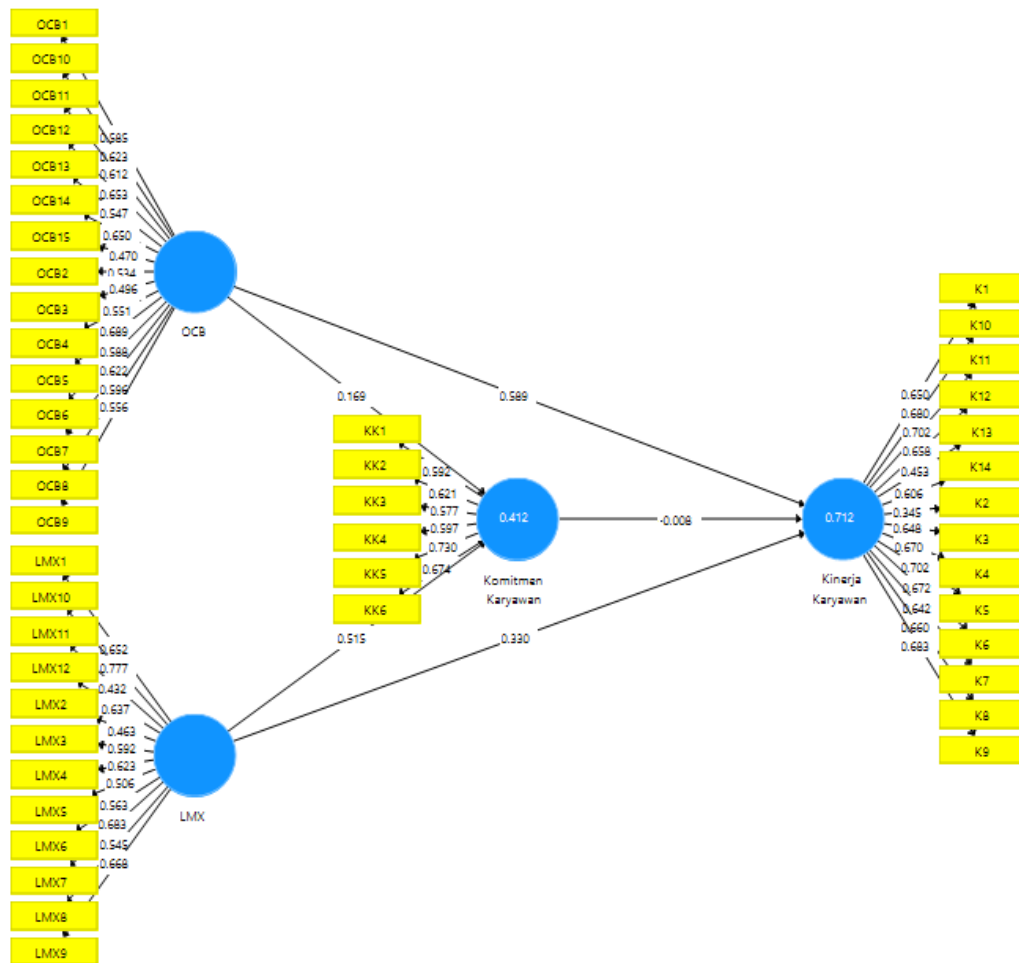 OCB1
OCB10
OCB11
OCB12
OCB13
OCB14
OCB15
OCB2
OCB3
OCB4
OCB5
OCB6
OCB7
OCB8
OCB9
0.585
0.623
0.612
0.653
0.547
0.650
0.470
0.534
0.496
0.551
0.689
0.588
0.622
0.596
0.556
OCB
0.169
0.589
KK1
KK2
KK3
KK4
KK5
KK6
0.592
0.621
0.577
0.597
0.730
0.674
0.412
Komitmen
Karyawan
-0.008
0.712
Kinerja
Karyawan
0.515
0.330
LMX1
LMX10
LMX11
LMX12
LMX2
LMX3
LMX4
LMX5
LMX6
LMX7
LMX8
LMX9
0.652
0.777
0.432
0.637
0.463
0.592
0.623
0.506
0.563
0.683
0.545
0.668
LMX
K1
K10
K11
K12
K13
K14
K2
K3
K4
K5
K6
K7
K8
K9
0.650
0.680
0.702
0.658
0.453
0.606
0.345
0.648
0.670
0.702
0.672
0.642
0.660
0.683